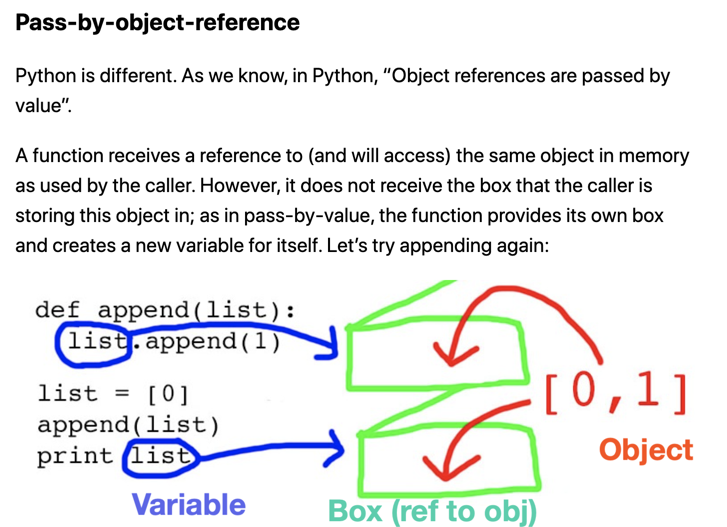 Pass-by-object-reference
Python is different. As we know, in Python, “Object references are passed by
value”.
A function receives a reference to (and will access) the same object in memory
as used by the caller. However, it does not receive the box that the caller is
storing this object in; as in pass-by-value, the function provides its own box
and creates a new variable for itself. Let’s try appending again:
def append(list):
list.append(1)
list = [0]
append(list)
print list
[0,1]
Object
Variable
Box (ref to obj)